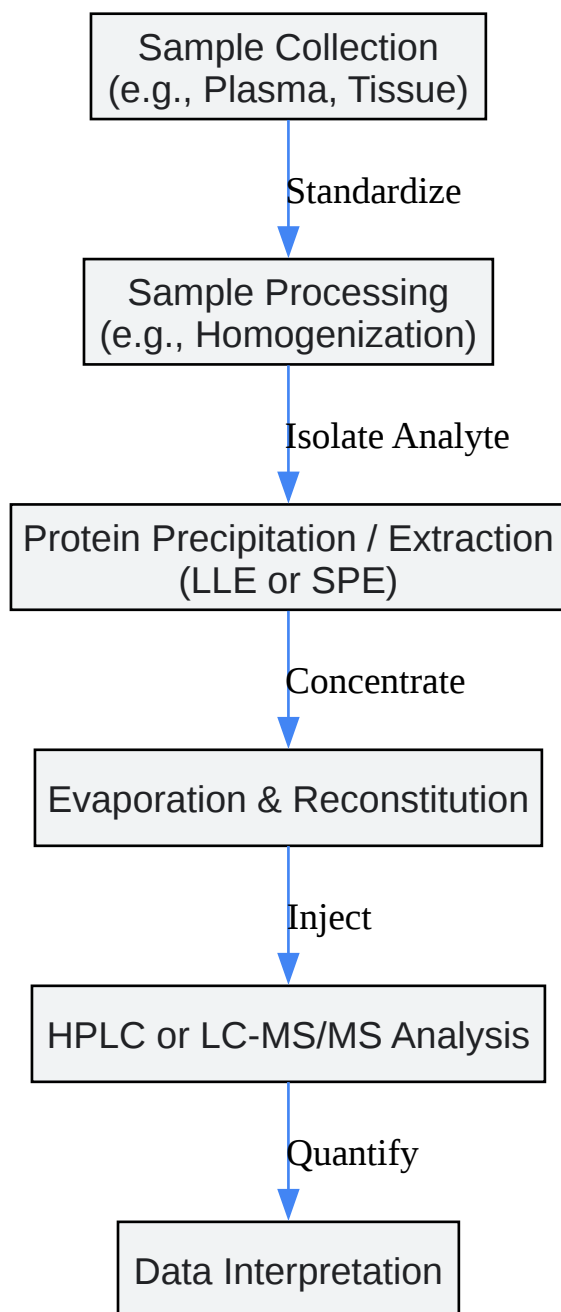 Sample Collection
(e.g., Plasma, Tissue)
Standardize
Sample Processing
(e.g., Homogenization)
Isolate Analyte
Protein Precipitation / Extraction
(LLE or SPE)
Concentrate
Evaporation & Reconstitution
Inject
HPLC or LC-MS/MS Analysis
Quantify
Data Interpretation